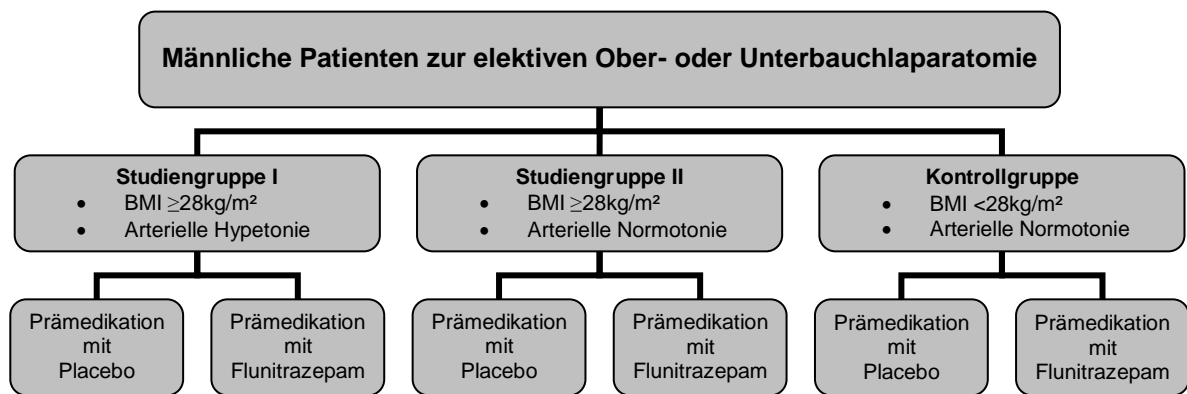 Männliche Patienten zur elektiven Ober- oder Unterbauchlaparatomie
Studiengruppe I
• BMI ≥28kg/m²
• Arterielle Hypetonie
Studiengruppe II
• BMI ≥28kg/m²
• Arterielle Normotonie
Kontrollgruppe
• BMI <28kg/m²
• Arterielle Normotonie
Prämedikation
mit
Placebo
Prämedikation
mit
Flunitrazepam
Prämedikation
mit
Placebo
Prämedikation
mit
Flunitrazepam
Prämedikation
mit
Placebo
Prämedikation
mit
Flunitrazepam